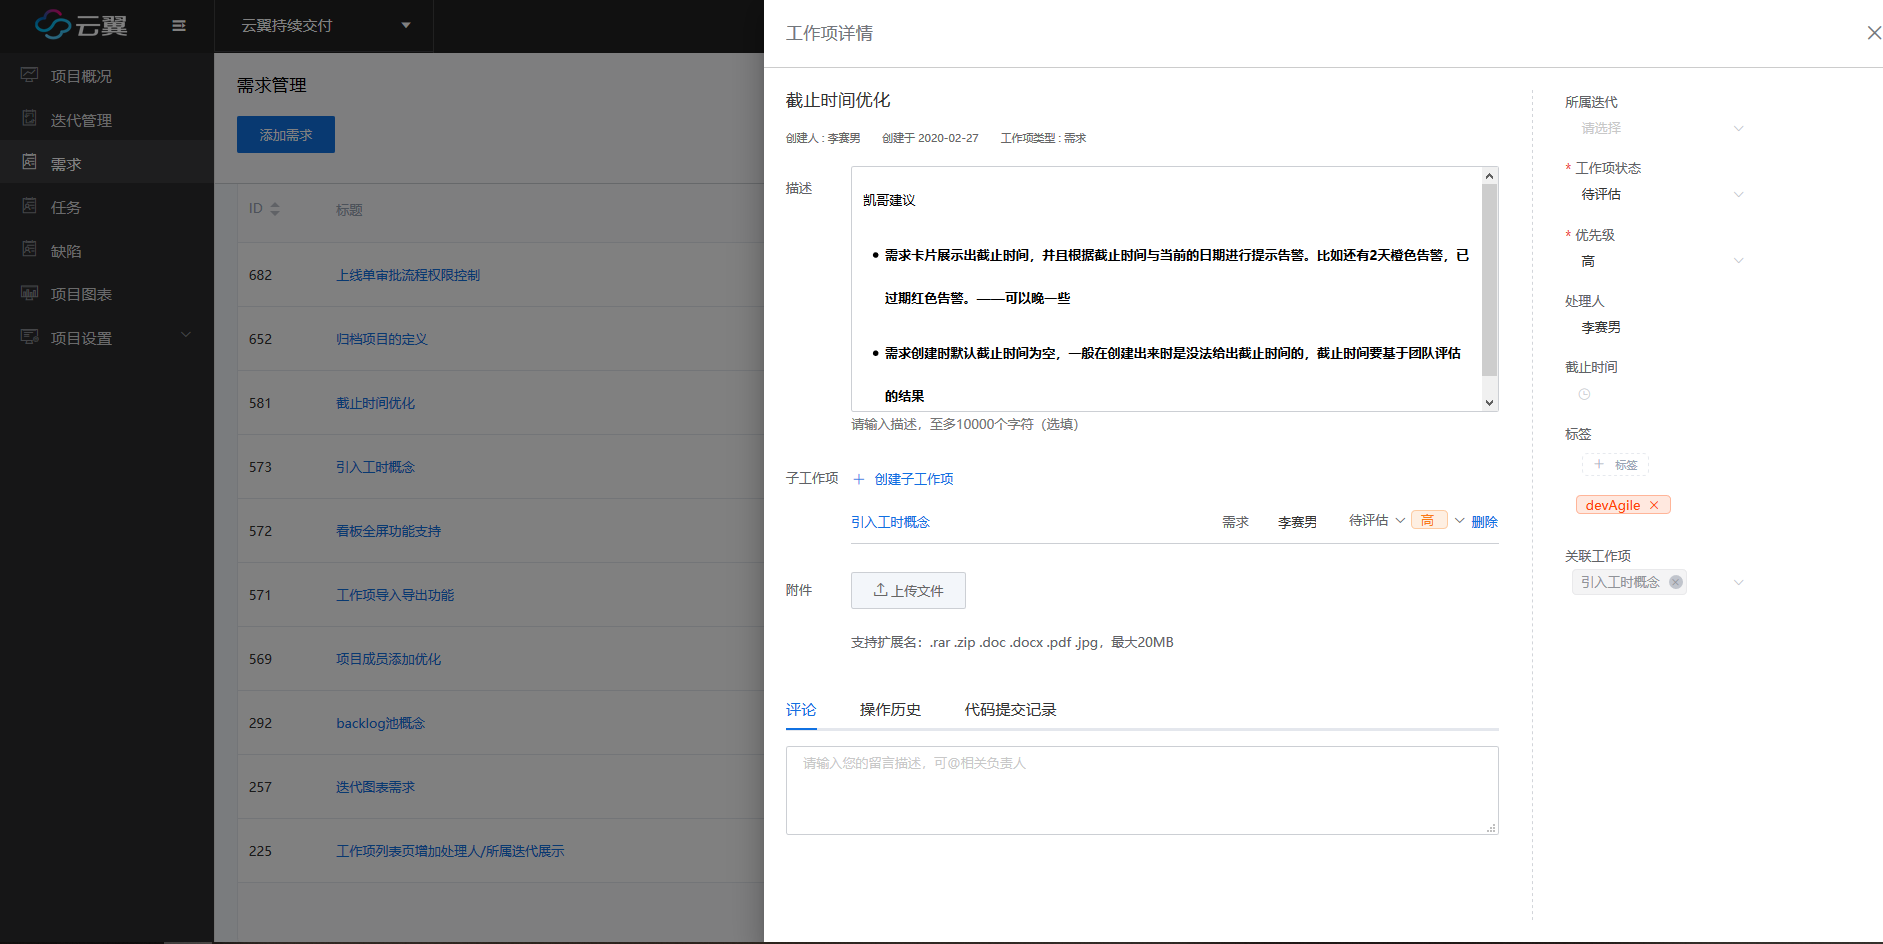 云翼
云翼持续交付
项目概况
迭代管理
需求
任务
缺陷
项目图表
项目设置
需求管理
添加需求
ID
标题
682
上线单审批流程权限控制
652
归档项目的定义
581
截止时间优化
573
引入工时概念
572
看板全屏功能支持
571
工作项导入导出功能
569
项目成员添加优化
292
backlog池概念
257
迭代图表需求
225
工作项列表页增加处理人/所属迭代展示
工作项详情
截止时间优化
创建人 : 李赛男 创建于 2020-02-27 工作项类型 : 需求
描述
凯哥建议
需求卡片展示出截止时间，并且根据截止时间与当前的日期进行提示告警。比如还有2天橙色告警，已
过期红色告警。——可以晚一些
需求创建时默认截止时间为空，一般在创建出来时是没法给出截止时间的，截止时间要基于团队评估
的结果
请输入描述，至多10000个字符（选填）
子工作项
创建子工作项
引入工时概念 需求 李赛男 待评估 高 删除
附件
上传文件
支持扩展名：.rar .zip .doc .docx .pdf .jpg，最大20MB
评论 操作历史 代码提交记录
请输入您的留言描述，可@相关负责人
所属迭代
请选择
* 工作项状态
待评估
* 优先级
高
处理人
李赛男
截止时间
标签
+ 标签
devAgile ×
关联工作项
引入工时概念